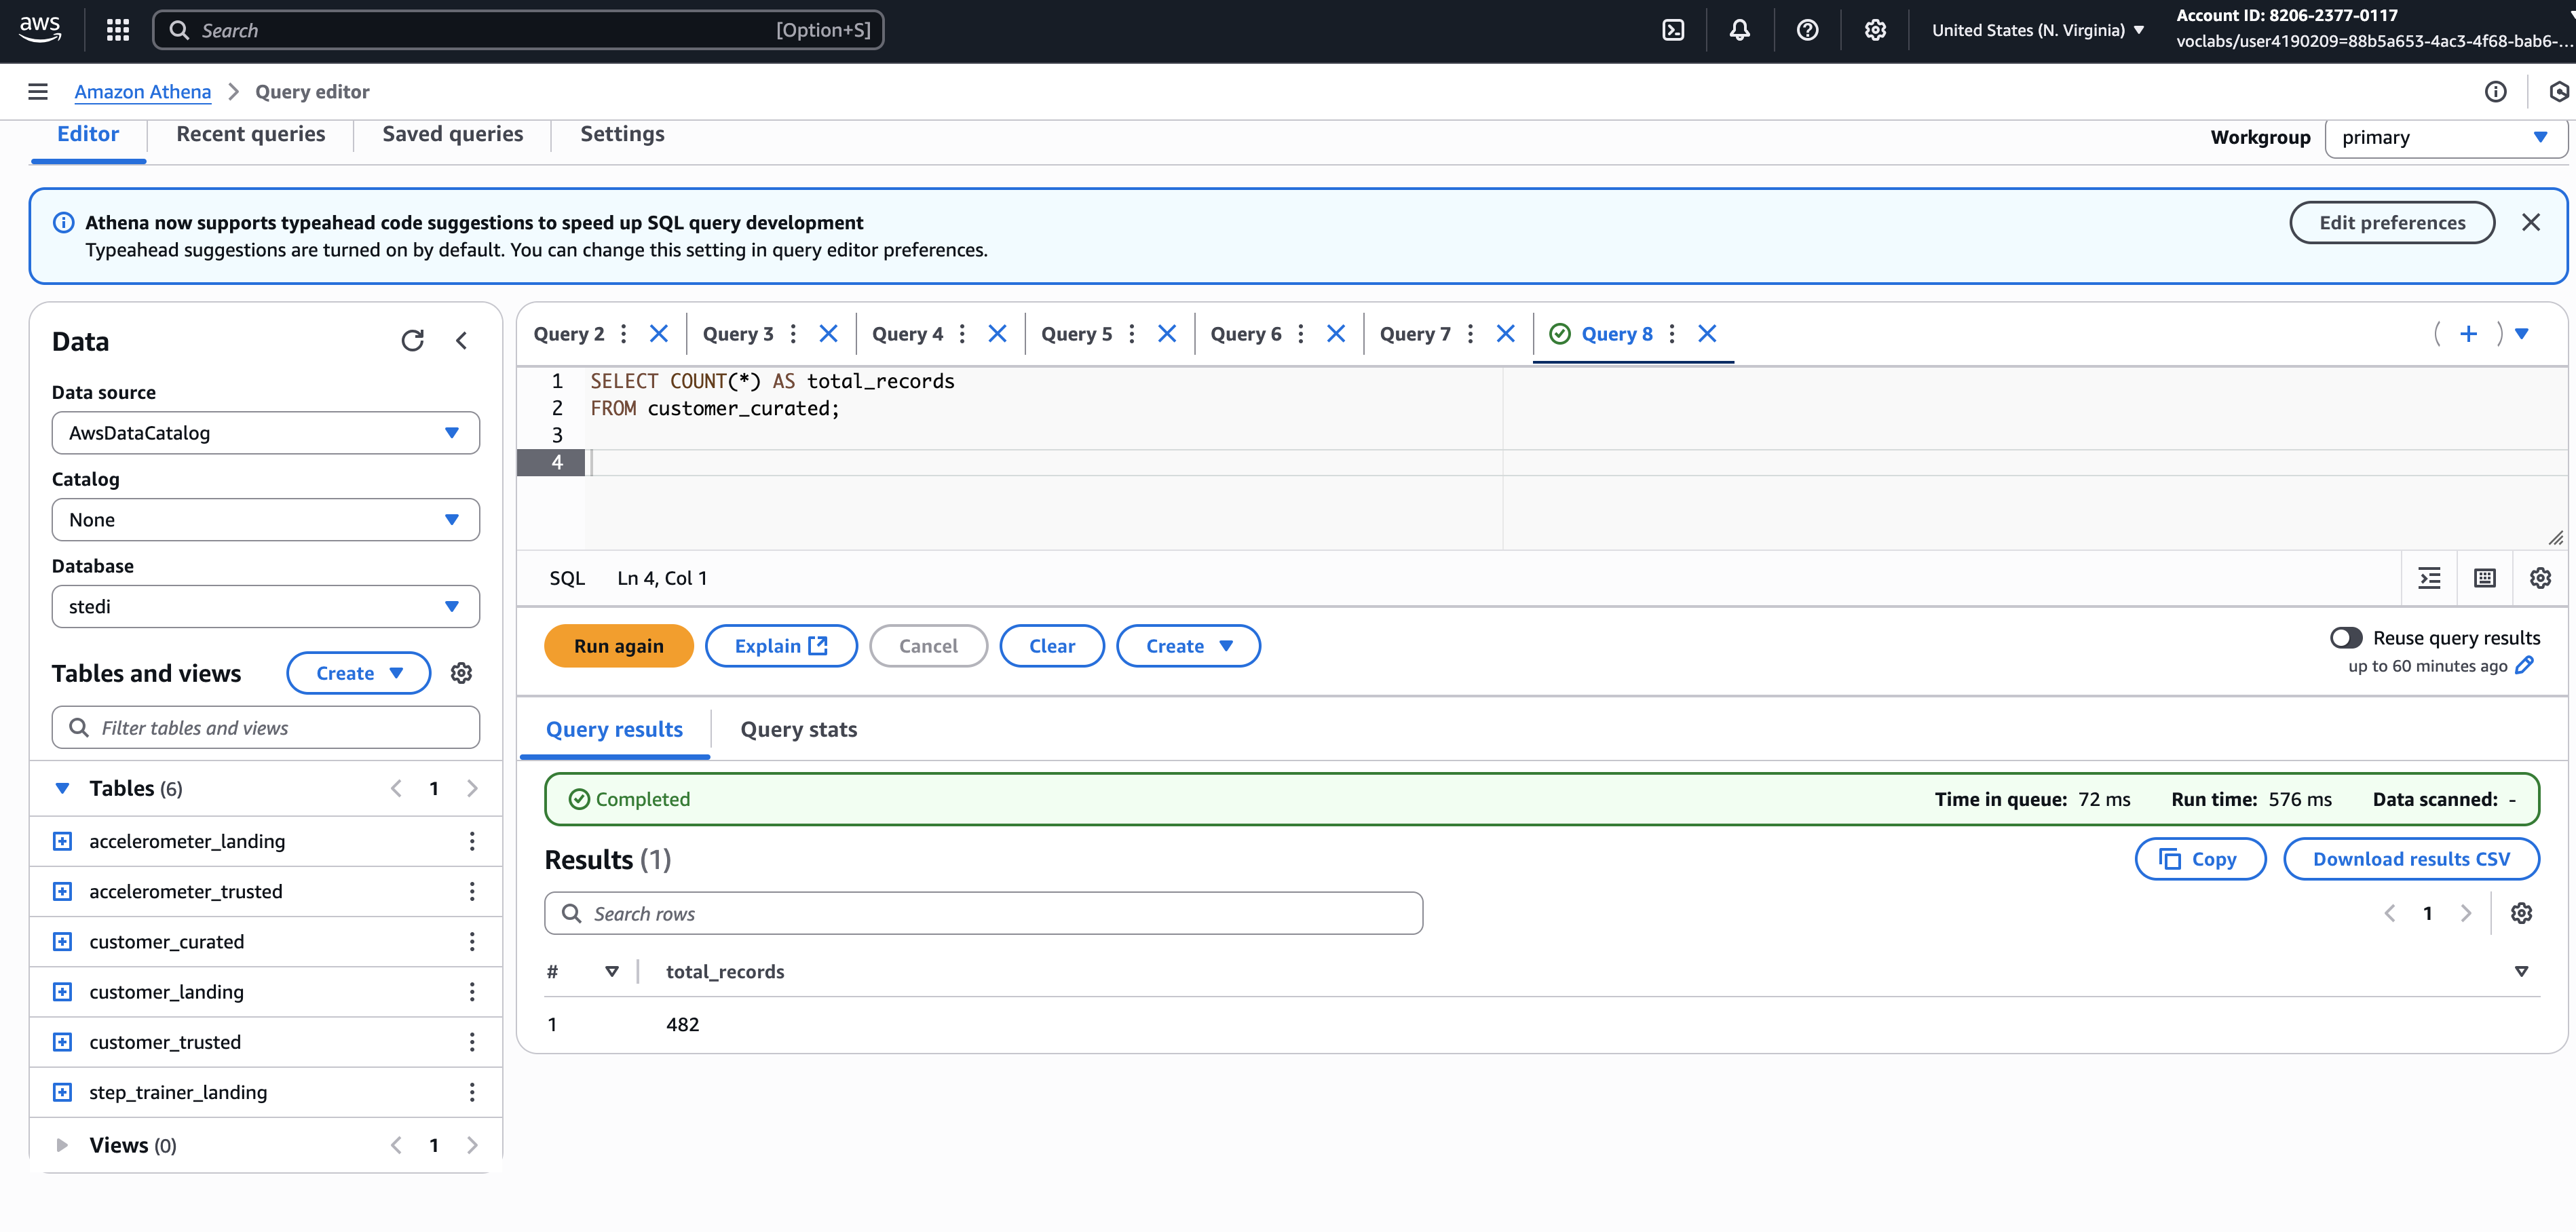 aws
Search [Option+S]
United States (N. Virginia)
Account ID: 8206-2377-0117
voclabs/user4190209=88b5a653-4ac3-4f68-bab6-...
Amazon Athena > Query editor
Editor Recent queries Saved queries Settings
Workgroup primary
Athena now supports typeahead code suggestions to speed up SQL query development
Typeahead suggestions are turned on by default. You can change this setting in query editor preferences.
Edit preferences
Data
Data source
AwsDataCatalog
Catalog
None
Database
stedi
Tables and views
Create
Filter tables and views
Tables (6)
1
accelerometer_landing
accelerometer_trusted
customer_curated
customer_landing
customer_trusted
step_trainer_landing
Views (0)
1
Query 2 Query 3 Query 4 Query 5 Query 6 Query 7 Query 8
1 SELECT COUNT(*) AS total_records
2 FROM customer_curated;
3
4
SQL Ln 4, Col 1
Run again Explain Cancel Clear Create
Reuse query results
up to 60 minutes ago
Query results Query stats
Completed
Time in queue: 72 ms Run time: 576 ms Data scanned: -
Results (1)
Copy Download results CSV
Search rows
1
# total_records
1 482